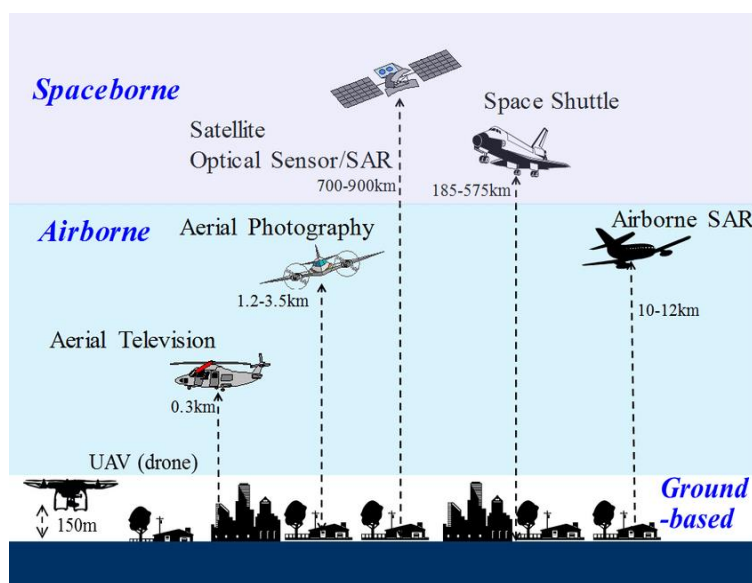 Spaceborne
Space Shuttle
Satellite
Optical Sensor/SAR
700-900km
185-575km
Airborne
Aerial Photography
Airborne SAR
1.2-3.5km
10-12km
Aerial Television
0.3km
UAV (drone)
150m
Ground
-based